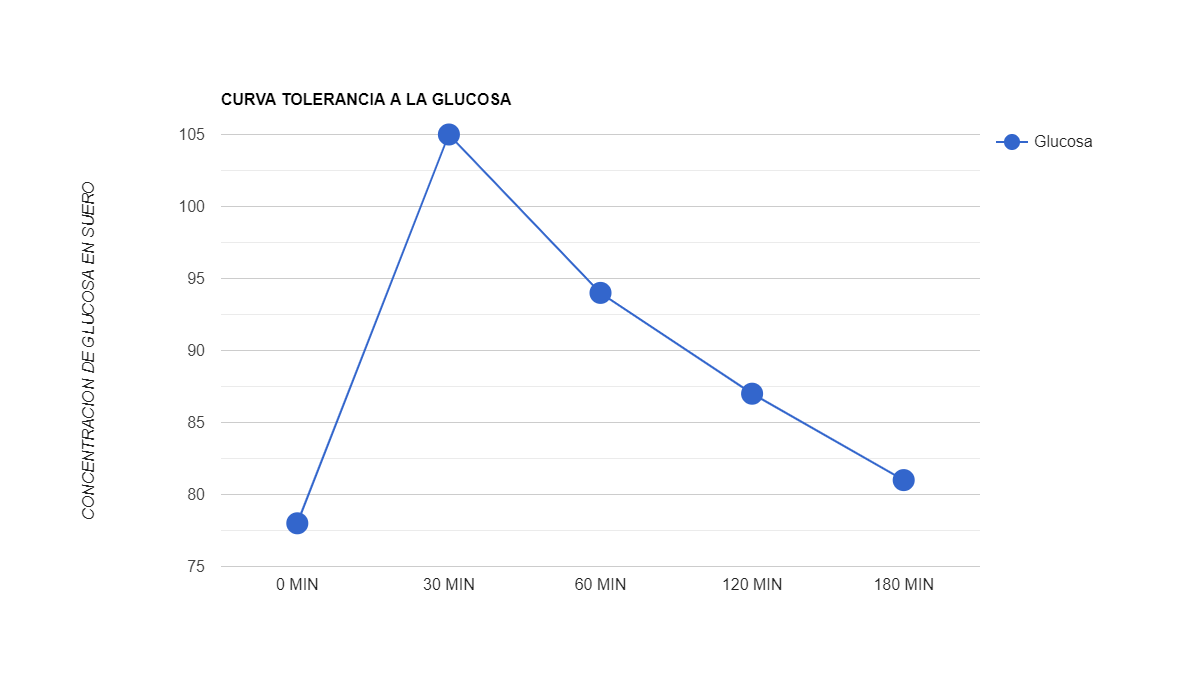 CURVA TOLERANCIA A LA GLUCOSA
Glucosa
CONCENTRACION DE GLUCOSA EN SUERO
105
100
95
90
85
80
75
0 MIN
30 MIN
60 MIN
120 MIN
180 MIN